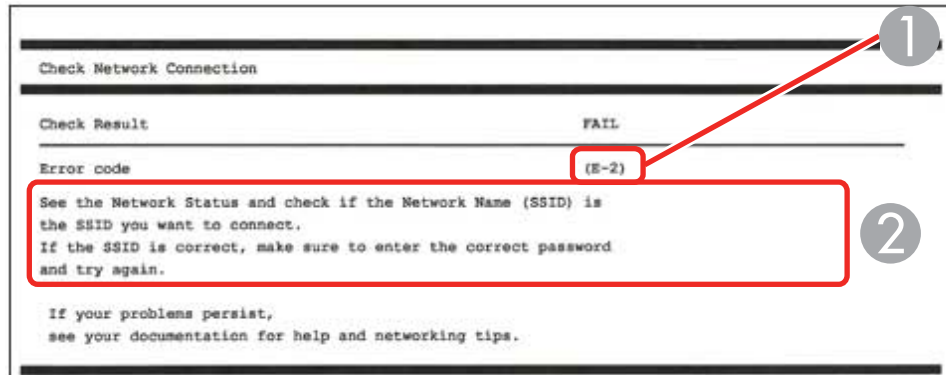 1
Check Network Connection
Check Result FAIL
Error code (E-2)
See the Network Status and check if the Network Name (SSID) is
the SSID you want to connect.
If the SSID is correct, make sure to enter the correct password
and try again.
2
If your problems persist,
see your documentation for help and networking tips.